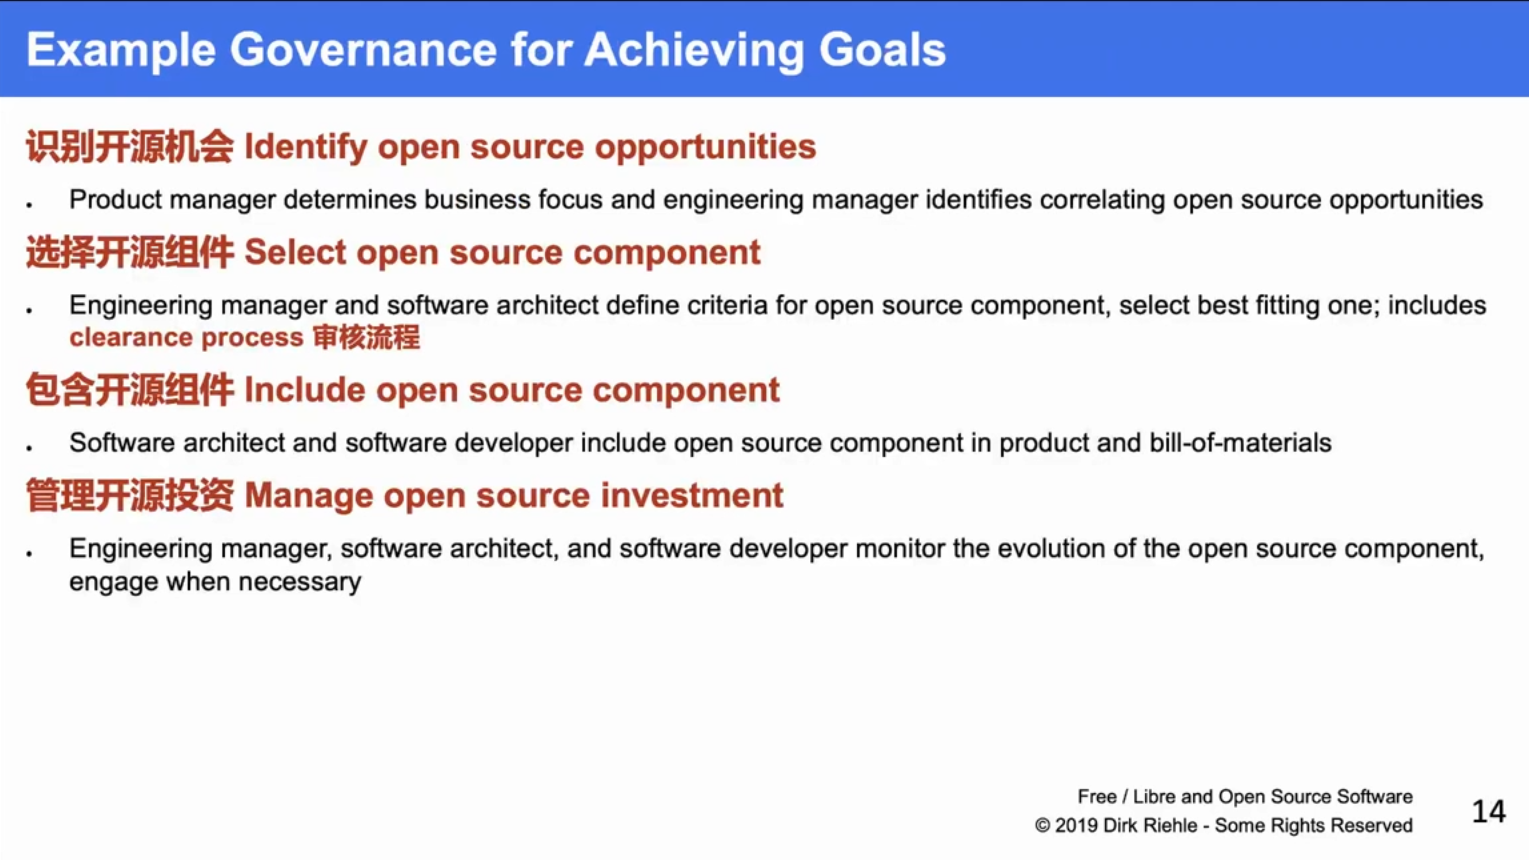 Example Governance for Achieving Goals
识别开源机会 Identify open source opportunities
. Product manager determines business focus and engineering manager identifies correlating open source opportunities
选择开源组件 Select open source component
. Engineering manager and software architect define criteria for open source component, select best fitting one; includes
clearance process 审核流程
包含开源组件 Include open source component
. Software architect and software developer include open source component in product and bill-of-materials
管理开源投资 Manage open source investment
. Engineering manager, software architect, and software developer monitor the evolution of the open source component,
engage when necessary
Free / Libre and Open Source Software
© 2019 Dirk Riehle - Some Rights Reserved
14